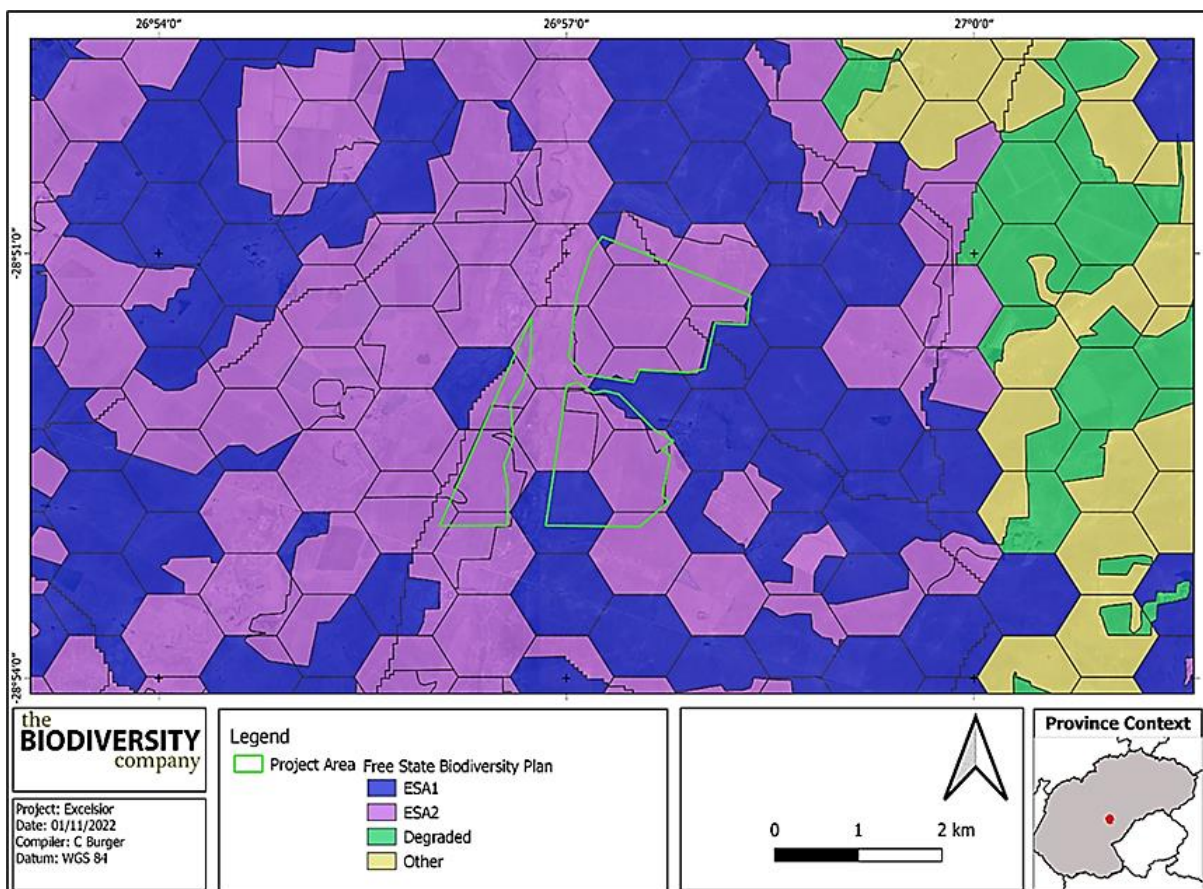 26°54'0"
26°57'0"
27°0'0"
-28°51'0"
-28°54'0"
the
BIODIVERSITY
company
Project: Excelsior
Date: 01/11/2022
Compiler: C Burger
Datum: WGS 84
Legend
Project Area
Free State Biodiversity Plan
ESA1
ESA2
Degraded
Other
0 1 2 km
Province Context